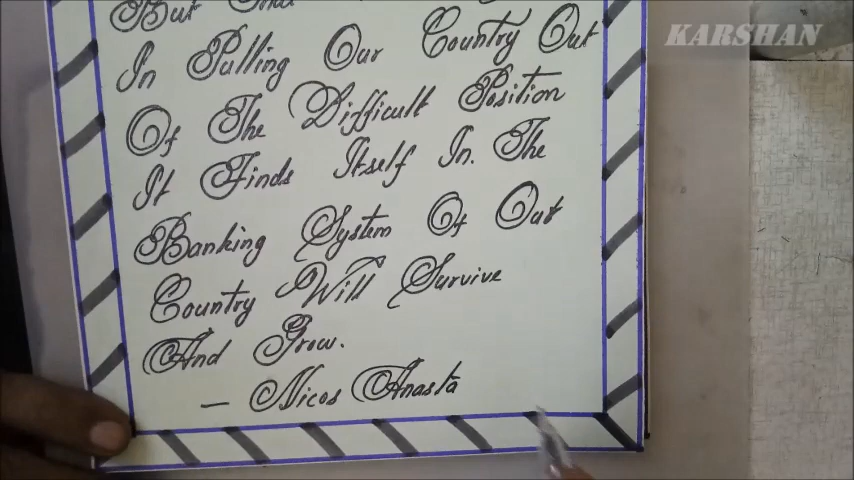 KARSHAN
But
In Pulling Our Country Out
Of The Difficult Position
It Finds Itself In. The
Banking System Of Out
Country Will Survive
And Grow.
— Nicos Anasta